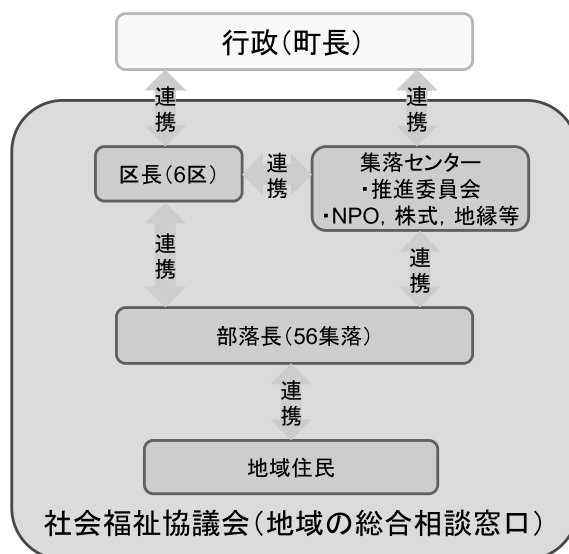 行政（町長）
連携
連携
区長（6区）
連携
集落センター
・推進委員会
・NPO，株式，地縁等
連携
連携
部落長（56集落）
連携
地域住民
社会福祉協議会（地域の総合相談窓口）